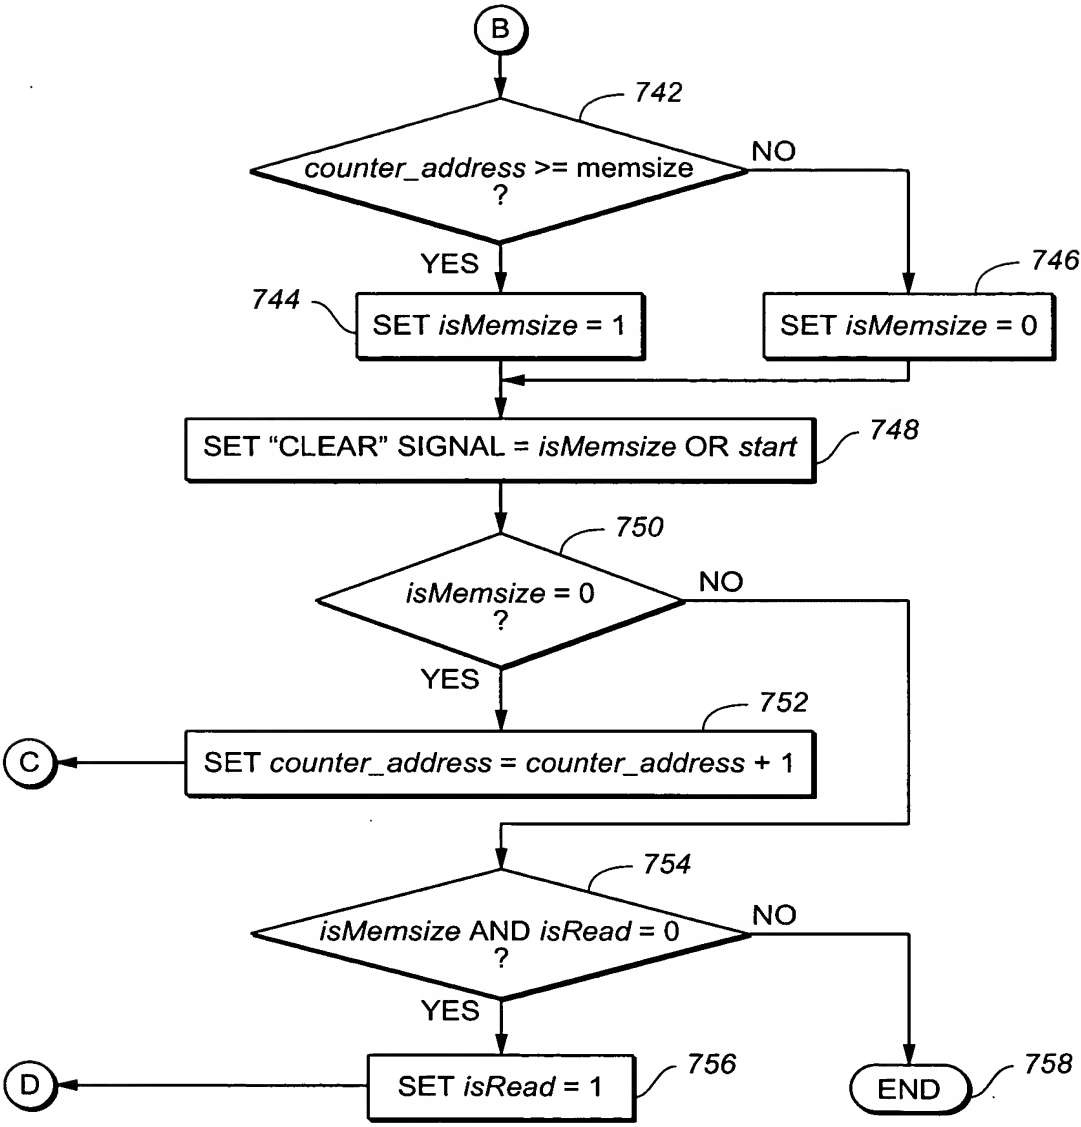 B
742
counter_address >= memsize
?
NO
YES
744
SET isMemsize = 1
746
SET isMemsize = 0
SET "CLEAR" SIGNAL = isMemsize OR start
748
750
isMemsize = 0
?
NO
YES
752
C
SET counter_address = counter_address + 1
754
isMemsize AND isRead = 0
?
NO
YES
D
SET isRead = 1
756
END
758